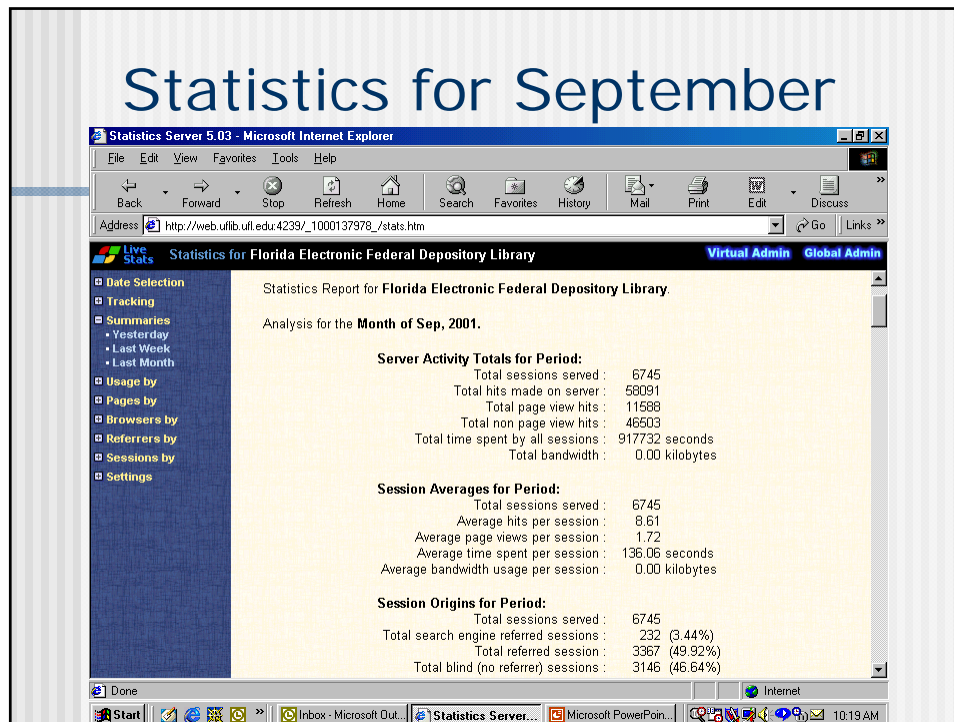 Statistics for September
Statistics Server 5.03 - Microsoft Internet Explorer
File Edit View Favorites Tools Help
Back Forward Stop Refresh Home Search Favorites History Mail Print Edit Discuss »
Address http://web.uflib.ufl.edu:4239/_1000137978_/stats.htm Go Links »
Live Stats Statistics for Florida Electronic Federal Depository Library Virtual Admin Global Admin
Date Selection
Tracking
Summaries
• Yesterday
• Last Week
• Last Month
Usage by
Pages by
Browsers by
Referrers by
Sessions by
Settings
Statistics Report for Florida Electronic Federal Depository Library.
Analysis for the Month of Sep, 2001.
Server Activity Totals for Period:
Total sessions served : 6745
Total hits made on server : 58091
Total page view hits : 11588
Total non page view hits : 46503
Total time spent by all sessions : 917732 seconds
Total bandwidth : 0.00 kilobytes
Session Averages for Period:
Total sessions served : 6745
Average hits per session : 8.61
Average page views per session : 1.72
Average time spent per session : 136.06 seconds
Average bandwidth usage per session : 0.00 kilobytes
Session Origins for Period:
Total sessions served : 6745
Total search engine referred sessions : 232 (3.44%)
Total referred session : 3367 (49.92%)
Total blind (no referrer) sessions : 3146 (46.64%)
Done Internet
Start » Inbox - Microsoft Out... Statistics Server... Microsoft PowerPoin... 10:19 AM